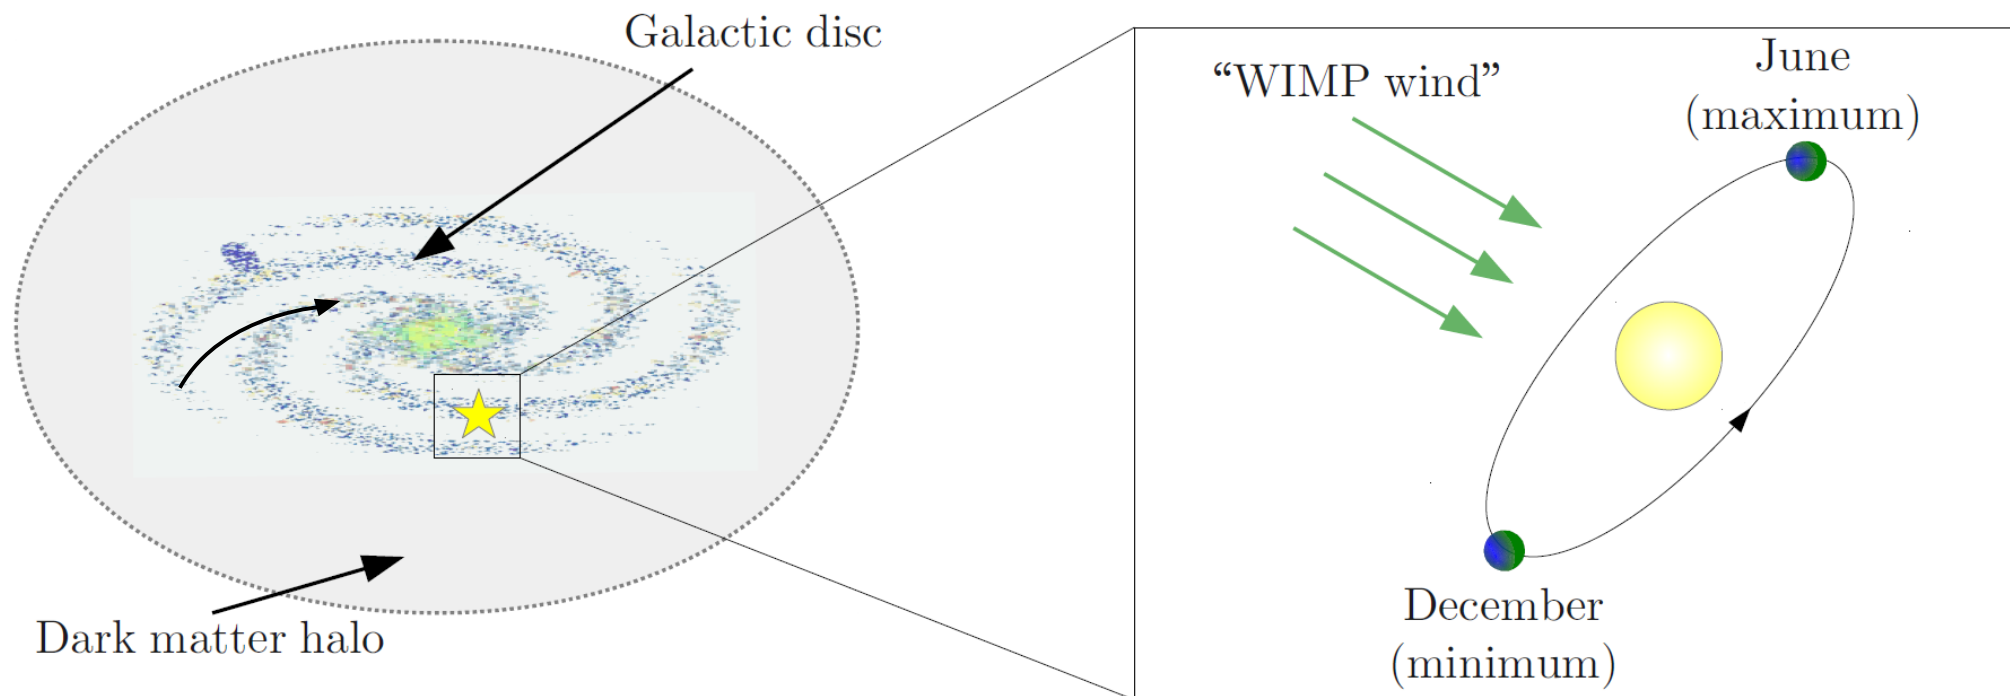 Galactic disc
Dark matter halo
“WIMP wind”
June
(maximum)
December
(minimum)